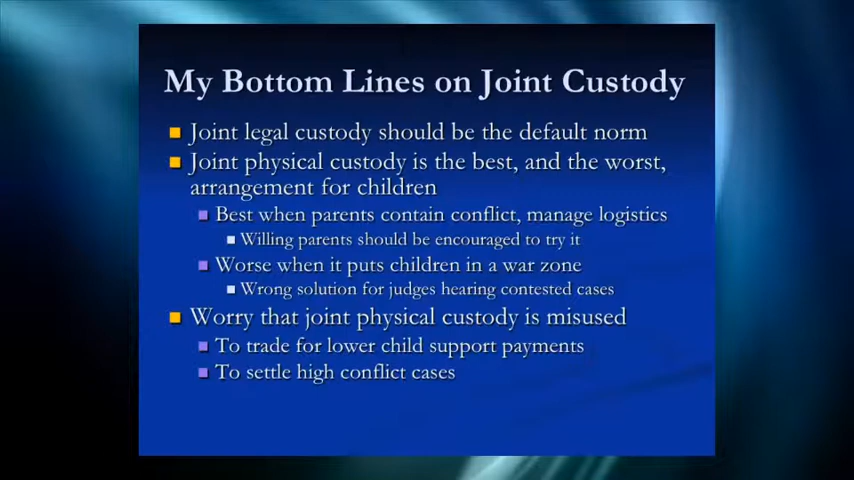 My Bottom Lines on Joint Custody
Joint legal custody should be the default norm
Joint physical custody is the best, and the worst,
arrangement for children
Best when parents contain conflict, manage logistics
Willing parents should be encouraged to try it
Worse when it puts children in a war zone
Wrong solution for judges hearing contested cases
Worry that joint physical custody is misused
To trade for lower child support payments
To settle high conflict cases